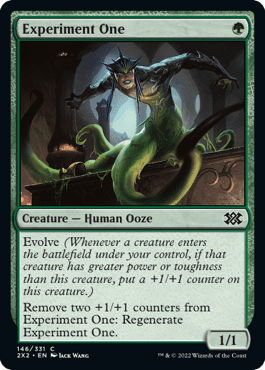 Experiment One
Creature — Human Ooze
Evolve (Whenever a creature enters
the battlefield under your control, if that
creature has greater power or toughness
than this creature, put a +1/+1 counter on
this creature.)
Remove two +1/+1 counters from
Experiment One: Regenerate
Experiment One.
1/1
146/331 C
2X2 • EN Jack Wang
™ & © 2022 Wizards of the Coast